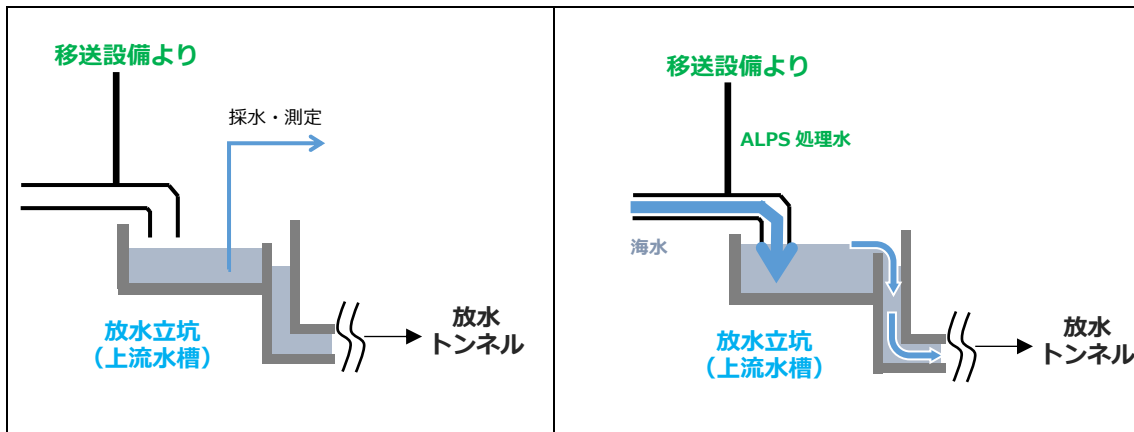 移送設備より
採水・測定
放水立坑
（上流水槽）
放水
トンネル
移送設備より
ALPS 処理水
海水
放水立坑
（上流水槽）
放水
トンネル